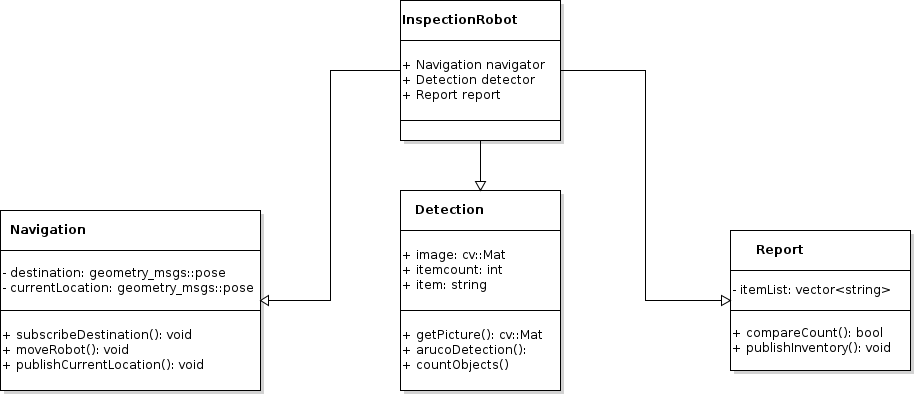 InspectionRobot
+ Navigation navigator
+ Detection detector
+ Report report
Navigation
- destination: geometry_msgs::pose
- currentLocation: geometry_msgs::pose
+ subscribeDestination(): void
+ moveRobot(): void
+ publishCurrentLocation(): void
Detection
+ image: cv::Mat
+ itemcount: int
+ item: string
+ getPicture(): cv::Mat
+ arucoDetection():
+ countObjects()
Report
- itemList: vector<string>
+ compareCount(): bool
+ publishInventory(): void